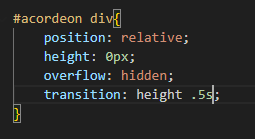 #acordeon div{
position: relative;
height: 0px;
overflow: hidden;
transition: height .5s;
}